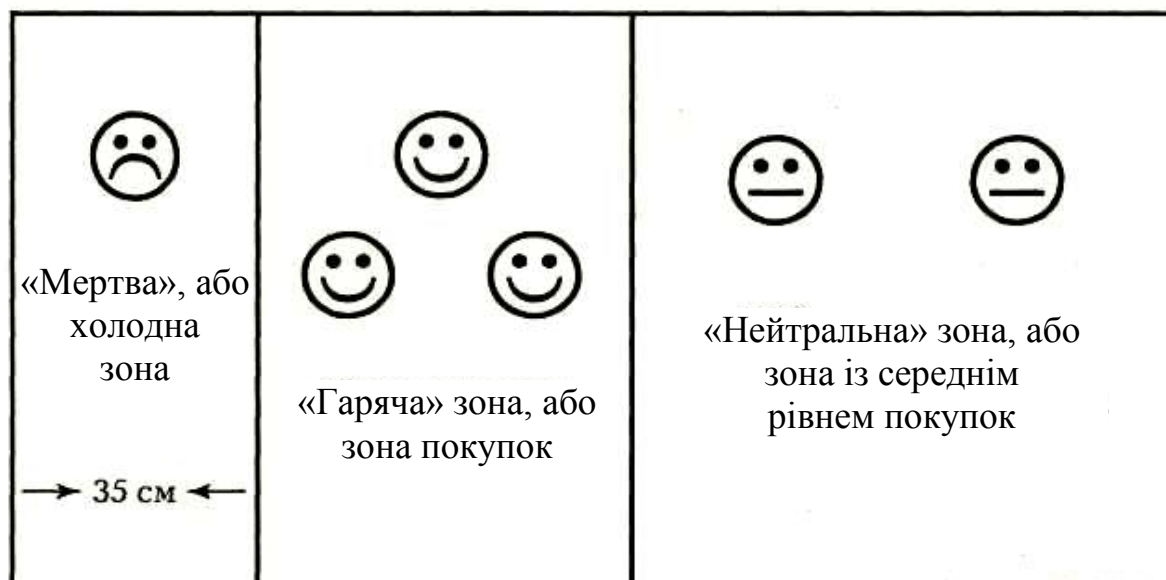 «Мертва», або
холодна
зона
35 см
«Гаряча» зона, або
зона покупок
«Нейтральна» зона, або
зона із середнім
рівнем покупок